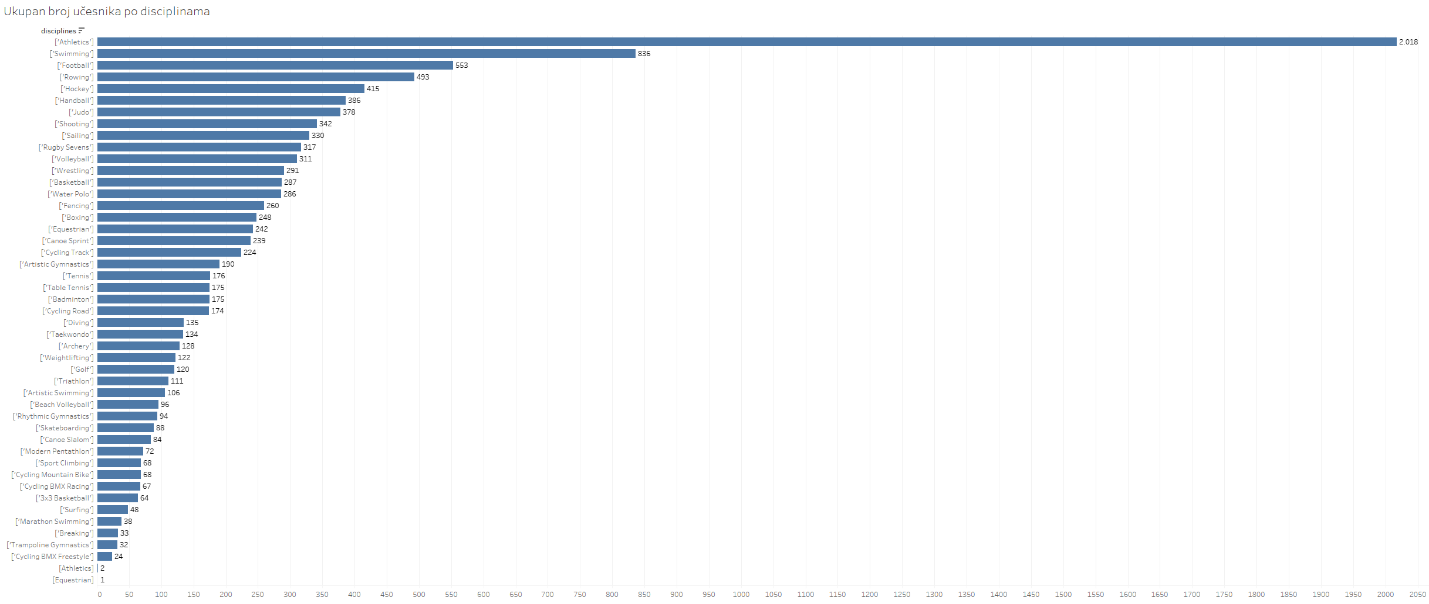 Ukupan broj učesnika po disciplinama
disciplines
['Athletics'] 2.018
['Swimming'] 836
['Football'] 553
['Rowing'] 493
['Hockey'] 415
['Handball'] 386
['Judo'] 378
['Shooting'] 342
['Sailing'] 330
['Rugby Sevens'] 317
['Volleyball'] 311
['Wrestling'] 291
['Basketball'] 287
['Water Polo'] 286
['Fencing'] 260
['Boxing'] 248
['Equestrian'] 242
['Canoe Sprint'] 239
['Cycling Track'] 224
['Artistic Gymnastics'] 190
['Tennis'] 176
['Table Tennis'] 175
['Badminton'] 175
['Cycling Road'] 174
['Diving'] 135
['Taekwondo'] 134
['Archery'] 128
['Weightlifting'] 122
['Golf'] 120
['Triathlon'] 111
['Artistic Swimming'] 106
['Beach Volleyball'] 96
['Rhythmic Gymnastics'] 94
['Skateboarding'] 88
['Canoe Slalom'] 84
['Modern Pentathlon'] 72
['Sport Climbing'] 68
['Cycling Mountain Bike'] 68
['Cycling BMX Racing'] 67
['3x3 Basketball'] 64
['Surfing'] 48
['Marathon Swimming'] 38
['Breaking'] 33
['Trampoline Gymnastics'] 32
['Cycling BMX Freestyle'] 24
[Athletics] 2
[Equestrian] 1
0 50 100 150 200 250 300 350 400 450 500 550 600 650 700 750 800 850 900 950 1000 1050 1100 1150 1200 1250 1300 1350 1400 1450 1500 1550 1600 1650 1700 1750 1800 1850 1900 1950 2000 2050